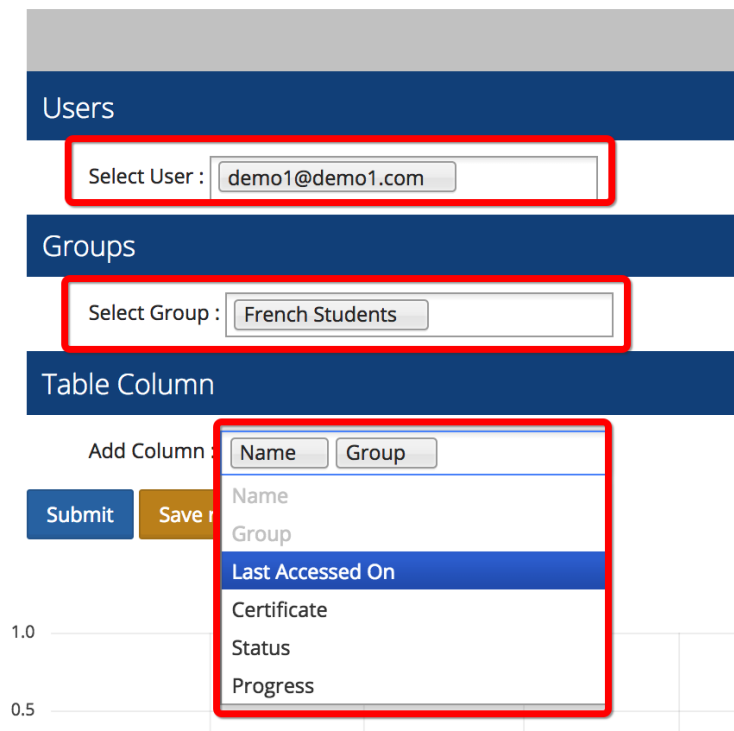 Users
Select User : demo1@demo1.com
Groups
Select Group : French Students
Table Column
Add Column : Name Group
Name
Submit Save r
Group
Last Accessed On
Certificate
1.0
Status
Progress
0.5